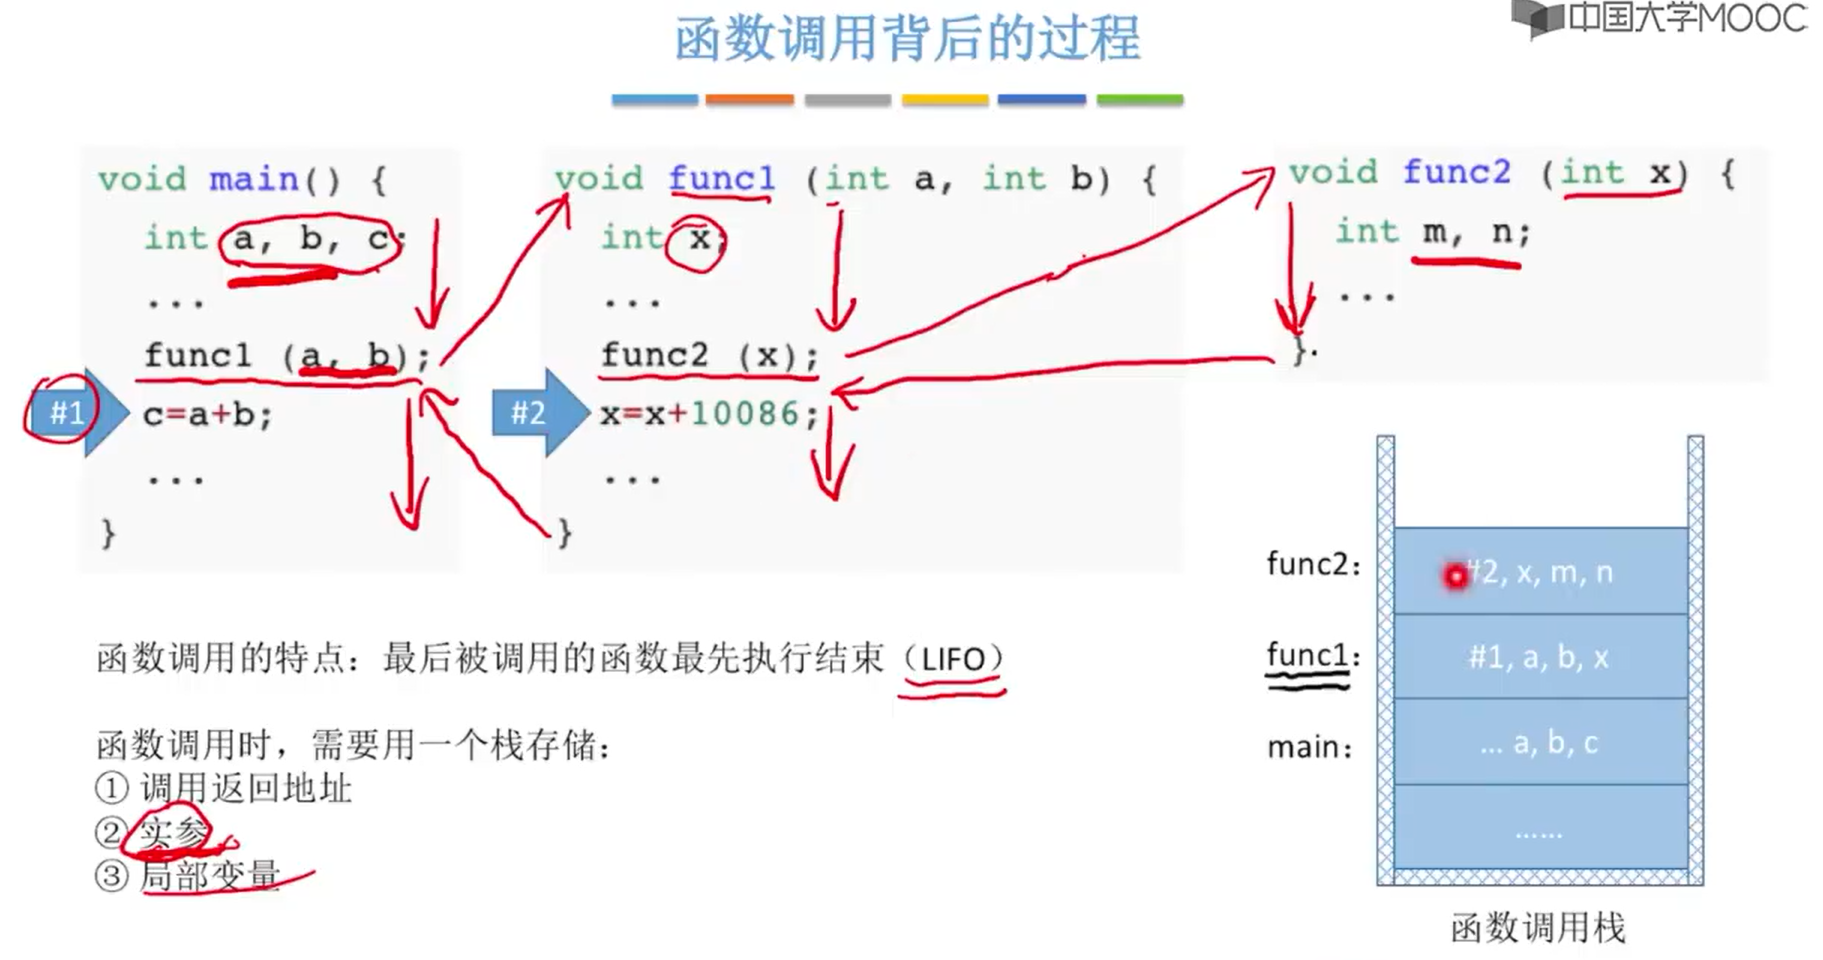 函数调用背后的过程
中国大学MOOC
void main() {
int a, b, c;
...
func1 (a, b);
#1
c=a+b;
...
}
void func1 (int a, int b) {
int x;
...
func2 (x);
#2
x=x+10086;
...
}
void func2 (int x) {
int m, n;
...
}
函数调用的特点：最后被调用的函数最先执行结束（LIFO）
函数调用时，需要用一个栈存储：
① 调用返回地址
② 实参
③ 局部变量
func2： #2, x, m, n
func1： #1, a, b, x
main： ... a, b, c
......
函数调用栈